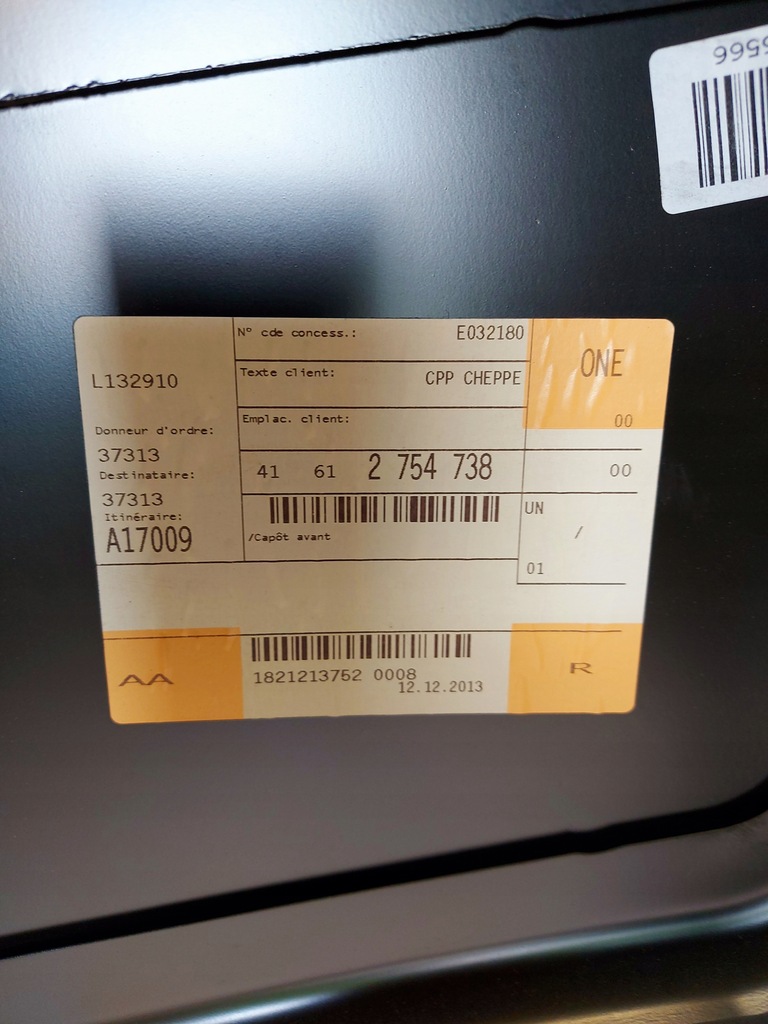 5566
N° cde concess.: E032180
ONE
L132910
Texte client: CPP CHEPPE
00
Emplac. client:
Donneur d'ordre:
37313
41 61 2 754 738 00
Destinataire:
37313
UN
Itinéraire:
A17009
/Capôt avant
/
01
AA
1821213752 0008
12.12.2013
R